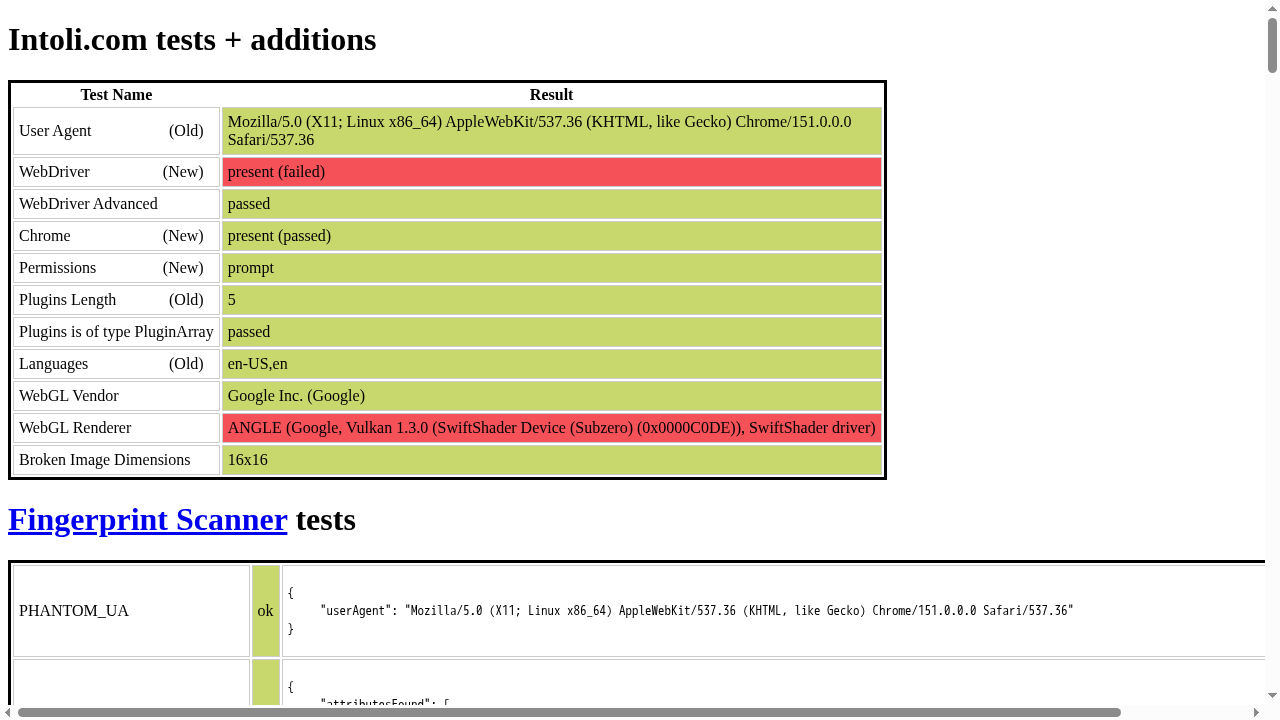 Intoli.com tests + additions
Test Name Result
User Agent (Old) Mozilla/5.0 (X11; Linux x86_64) AppleWebKit/537.36 (KHTML, like Gecko) Chrome/151.0.0.0
Safari/537.36
WebDriver (New) present (failed)
WebDriver Advanced passed
Chrome (New) present (passed)
Permissions (New) prompt
Plugins Length (Old) 5
Plugins is of type PluginArray passed
Languages (Old) en-US,en
WebGL Vendor Google Inc. (Google)
WebGL Renderer ANGLE (Google, Vulkan 1.3.0 (SwiftShader Device (Subzero) (0x0000C0DE)), SwiftShader driver)
Broken Image Dimensions 16x16
Fingerprint Scanner tests
{
PHANTOM_UA ok "userAgent": "Mozilla/5.0 (X11; Linux x86_64) AppleWebKit/537.36 (KHTML, like Gecko) Chrome/151.0.0.0 Safari/537.36"
}
{
"attributesFound": [